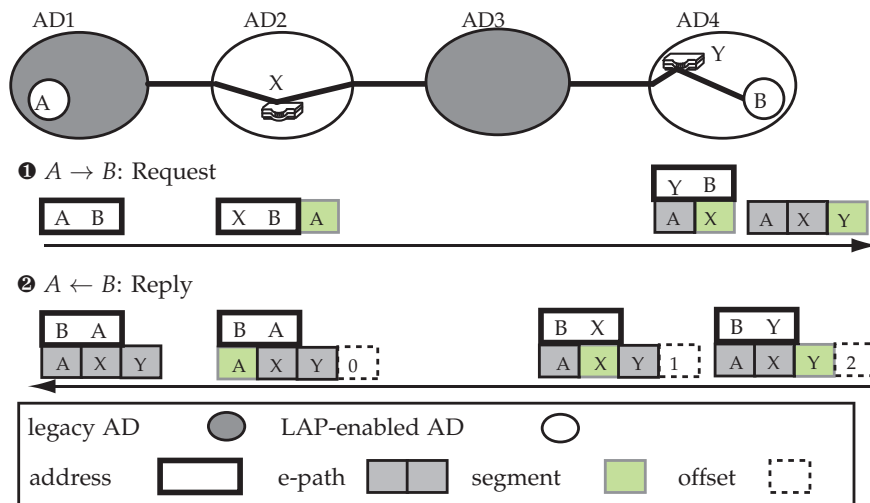 AD1 AD2 AD3 AD4
A X Y B
❶ A → B: Request
A B X B A Y B
A X A X Y
❷ A ← B: Reply
B A B A B X B Y
A X Y A X Y 0 A X Y 1 A X Y 2
legacy AD LAP-enabled AD
address e-path segment offset